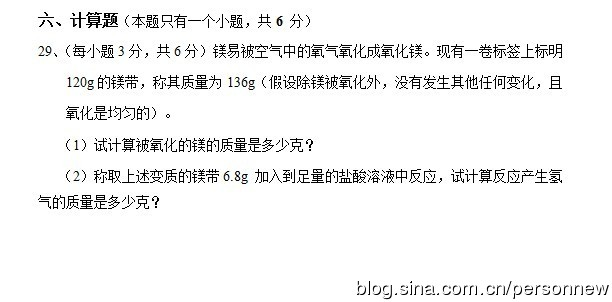 六、计算题（本题只有一个小题，共 6 分）
29、（每小题 3 分，共 6 分）镁易被空气中的氧气氧化成氧化镁。现有一卷标签上标明
120g 的镁带，称其质量为 136g（假设除镁被氧化外，没有发生其他任何变化，且
氧化是均匀的）。
（1）试计算被氧化的镁的质量是多少克？
（2）称取上述变质的镁带 6.8g 加入到足量的盐酸溶液中反应，试计算反应产生氢
气的质量是多少克？
blog.sina.com.cn/personnew